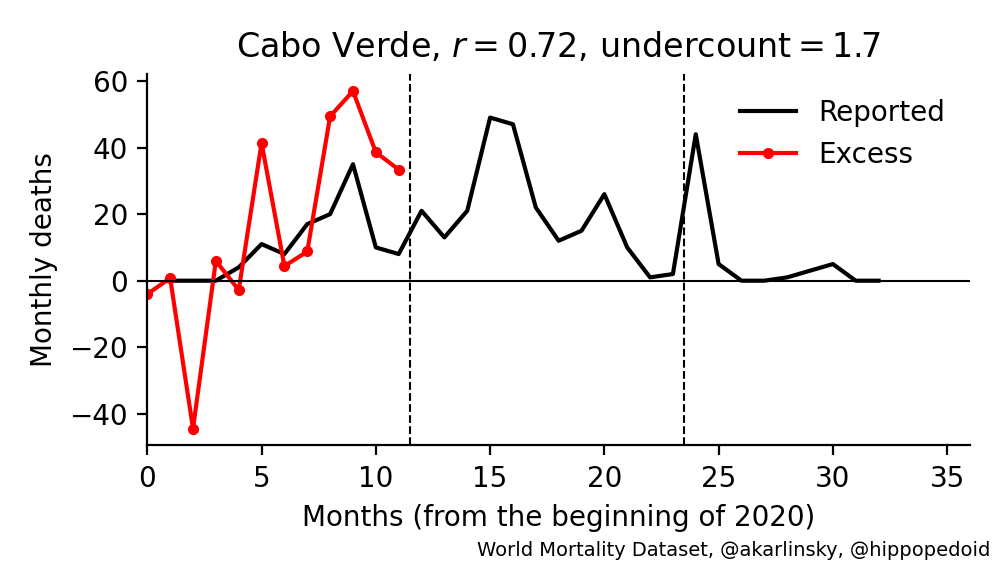 Cabo Verde, r = 0.72, undercount = 1.7
60
40
20
0
−20
−40
Monthly deaths
Reported
Excess
0 5 10 15 20 25 30 35
Months (from the beginning of 2020)
World Mortality Dataset, @akarlinsky, @hippopedoid